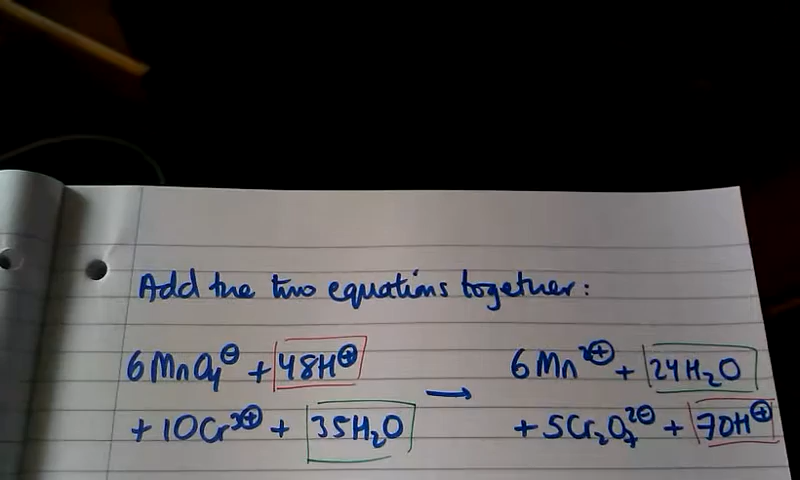 Add the two equations together:
6MnO₄⊖ + 48H⊕ → 6Mn²⊕ + 24H₂O
+ 10Cr³⊕ + 35H₂O + 5Cr₂O₇²⊖ + 70H⊕